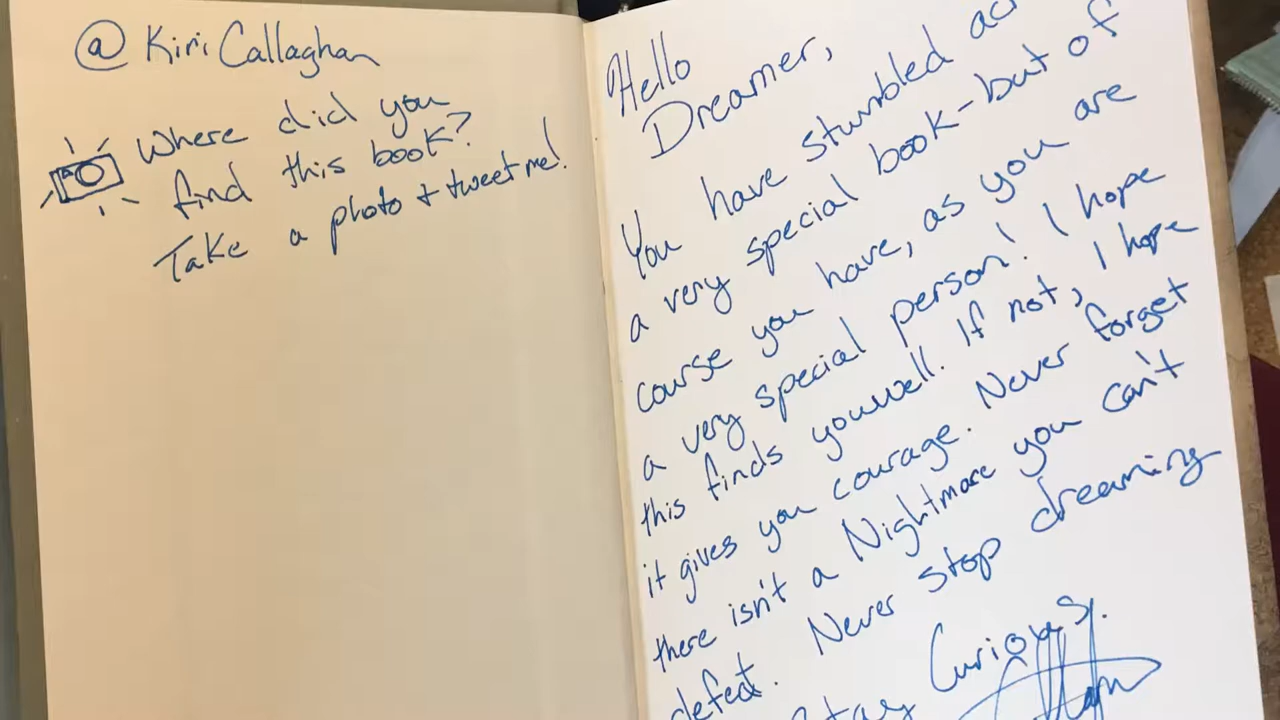 @KiriCallaghan
Where did you
find this book?
Take a photo + tweet me!
Hello
Dreamer,
You have stumbled
a very special book-but of
course you have, as you are
a very special person! I hope
this finds you well. If not, I hope
it gives you courage. Never forget
there isn't a Nightmare you can't
defeat. Never stop dreaming
Stay Curious,